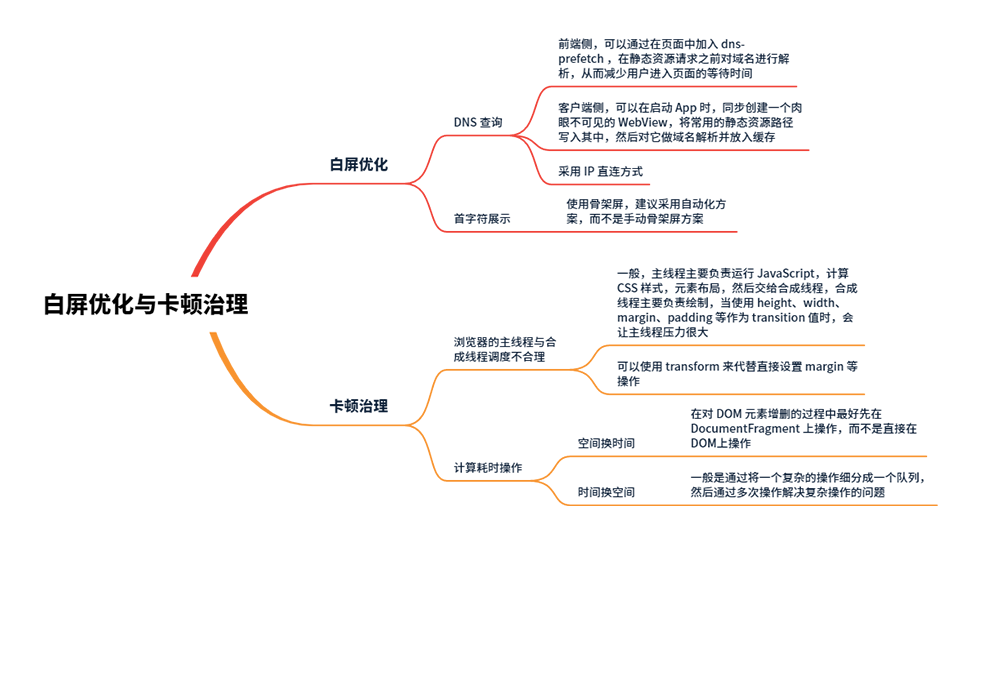 白屏优化与卡顿治理
白屏优化
DNS 查询
前端侧，可以通过在页面中加入 dns-
prefetch ，在静态资源请求之前对域名进行解
析，从而减少用户进入页面的等待时间
客户端侧，可以在启动 App 时，同步创建一个肉
眼不可见的 WebView，将常用的静态资源路径
写入其中，然后对它做域名解析并放入缓存
采用 IP 直连方式
首字符展示
使用骨架屏，建议采用自动化方
案，而不是手动骨架屏方案
卡顿治理
浏览器的主线程与合
成线程调度不合理
一般，主线程主要负责运行 JavaScript，计算
CSS 样式，元素布局，然后交给合成线程，合成
线程主要负责绘制，当使用 height、width、
margin、padding 等作为 transition 值时，会
让主线程压力很大
可以使用 transform 来代替直接设置 margin 等
操作
计算耗时操作
空间换时间
在对 DOM 元素增删的过程中最好先在
DocumentFragment 上操作，而不是直接在
DOM上操作
时间换空间
一般是通过将一个复杂的操作细分成一个队列，
然后通过多次操作解决复杂操作的问题